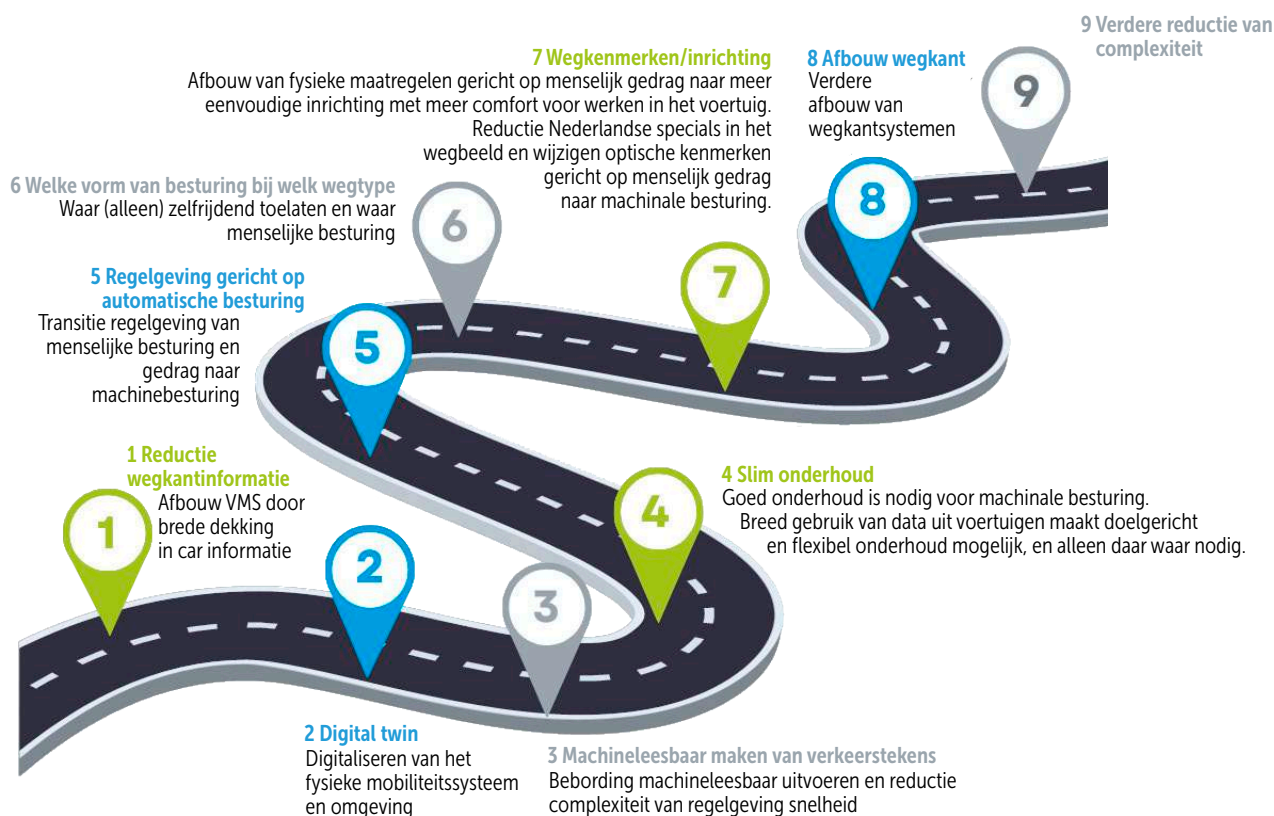 1 Reductie
wegkantinformatie
Afbouw VMS door
brede dekking
in car informatie
1
2 Digital twin
Digitaliseren van het
fysieke mobiliteitssysteem
en omgeving
2
3 Machineleesbaar maken van verkeerstekens
Bebording machineleesbaar uitvoeren en reductie
complexiteit van regelgeving snelheid
3
4 Slim onderhoud
Goed onderhoud is nodig voor machinale besturing.
Breed gebruik van data uit voertuigen maakt doelgericht
en flexibel onderhoud mogelijk, en alleen daar waar nodig.
4
5 Regelgeving gericht op
automatische besturing
Transitie regelgeving van
menselijke besturing en
gedrag naar
machinebesturing
5
6 Welke vorm van besturing bij welk wegtype
Waar (alleen) zelfrijdend toelaten en waar
menselijke besturing
6
7 Wegkenmerken/inrichting
Afbouw van fysieke maatregelen gericht op menselijk gedrag naar meer
eenvoudige inrichting met meer comfort voor werken in het voertuig.
Reductie Nederlandse specials in het
wegbeeld en wijzigen optische kenmerken
gericht op menselijk gedrag
naar machinale besturing.
7
8 Afbouw wegkant
Verdere
afbouw van
wegkantsystemen
8
9 Verdere reductie van
complexiteit
9